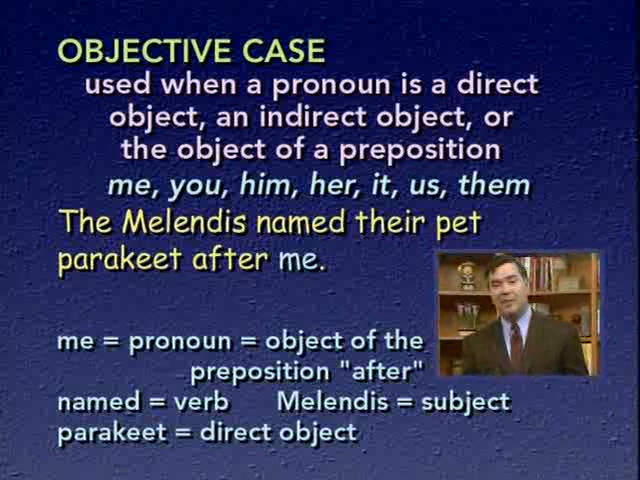 OBJECTIVE CASE
used when a pronoun is a direct
object, an indirect object, or
the object of a preposition
me, you, him, her, it, us, them
The Melendis named their pet
parakeet after me.
me = pronoun = object of the
preposition "after"
named = verb Melendis = subject
parakeet = direct object